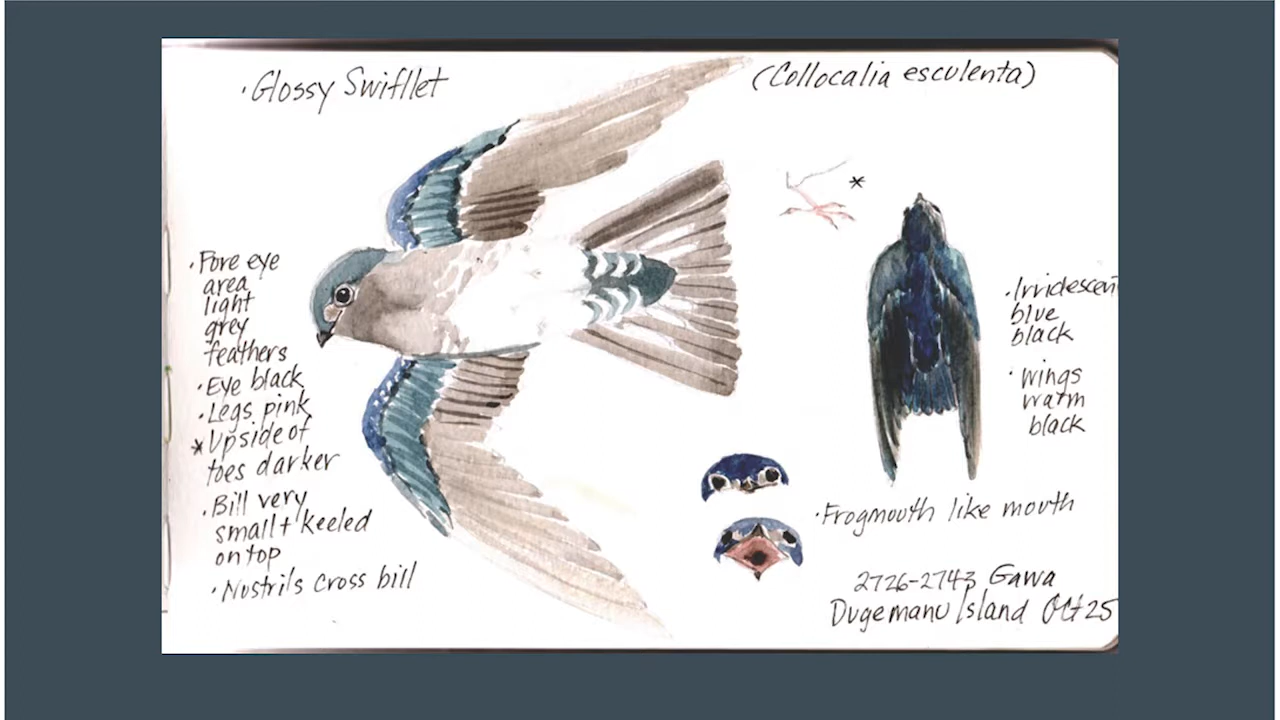 · Glossy Swiftlet
(Collocalia esculenta)
*
· Fore eye
area
light
grey
feathers
· Eye black
· Legs pink
* Upside of
toes darker
· Bill very
small + keeled
on top
· Nostrils cross bill
· Irridescent
blue
black
· wings
warm
black
· Frogmouth like mouth
2726-2743 Gawa
Dugemanu Island Oct 25